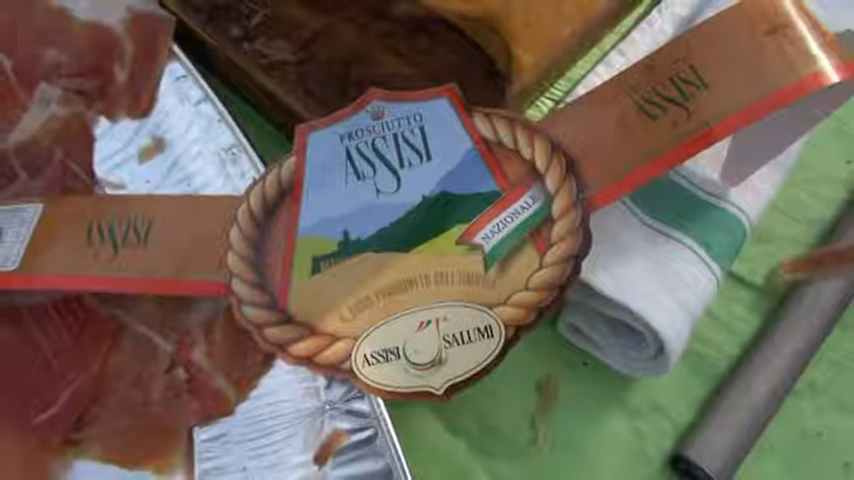 PROSCIUTTO
ASSISI
ASSISI
NAZIONALE
ASSISI
ASSISI SALUMI